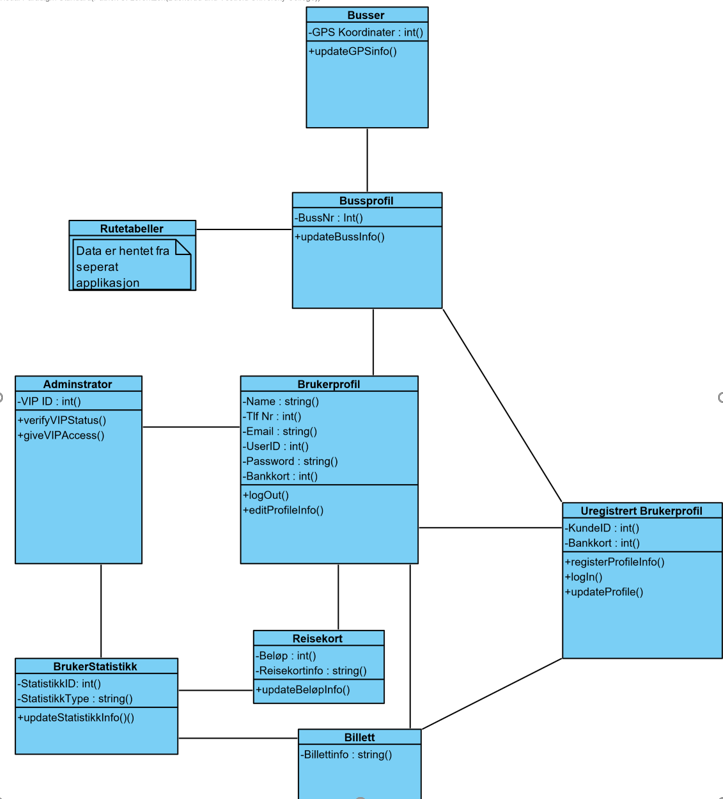 Busser
-GPS Koordinater : int()
+updateGPSinfo()
Bussprofil
-BussNr : Int()
+updateBussInfo()
Rutetabeller
Data er hentet fra
seperat
applikasjon
Adminstrator
-VIP ID : int()
+verifyVIPStatus()
+giveVIPAccess()
Brukerprofil
-Name : string()
-Tlf Nr : int()
-Email : string()
-UserID : int()
-Password : string()
-Bankkort : int()
+logOut()
+editProfileInfo()
Uregistrert Brukerprofil
-KundeID : int()
-Bankkort : int()
+registerProfileInfo()
+logIn()
+updateProfile()
Reisekort
-Beløp : int()
-Reisekortinfo : string()
+updateBeløpInfo()
BrukerStatistikk
-StatistikkID: int()
-StatistikkType : string()
+updateStatistikkInfo()()
Billett
-Billettinfo : string()